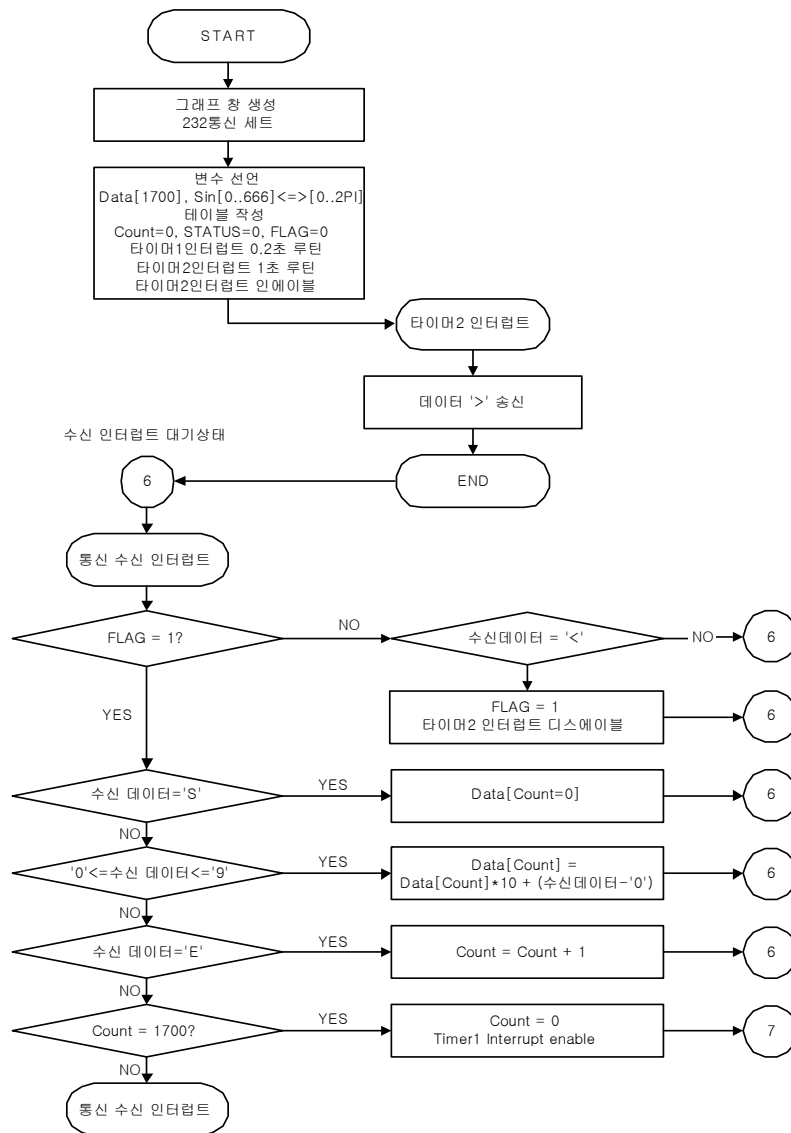 START
그래프 창 생성
232통신 세트
변수 선언
Data[1700], Sin[0..666]<=>[0..2PI]
테이블 작성
Count=0, STATUS=0, FLAG=0
타이머1인터럽트 0.2초 루틴
타이머2인터럽트 1초 루틴
타이머2인터럽트 인에이블
타이머2 인터럽트
데이터 '>' 송신
수신 인터럽트 대기상태
6
END
통신 수신 인터럽트
FLAG = 1?
NO
수신데이터 = '<'
NO
6
YES
FLAG = 1
타이머2 인터럽트 디스에이블
6
수신 데이터='S'
YES
Data[Count=0]
6
NO
'0'<=수신 데이터<='9'
YES
Data[Count] =
Data[Count]*10 + (수신데이터-'0')
6
NO
수신 데이터='E'
YES
Count = Count + 1
6
NO
Count = 1700?
YES
Count = 0
Timer1 Interrupt enable
7
NO
통신 수신 인터럽트